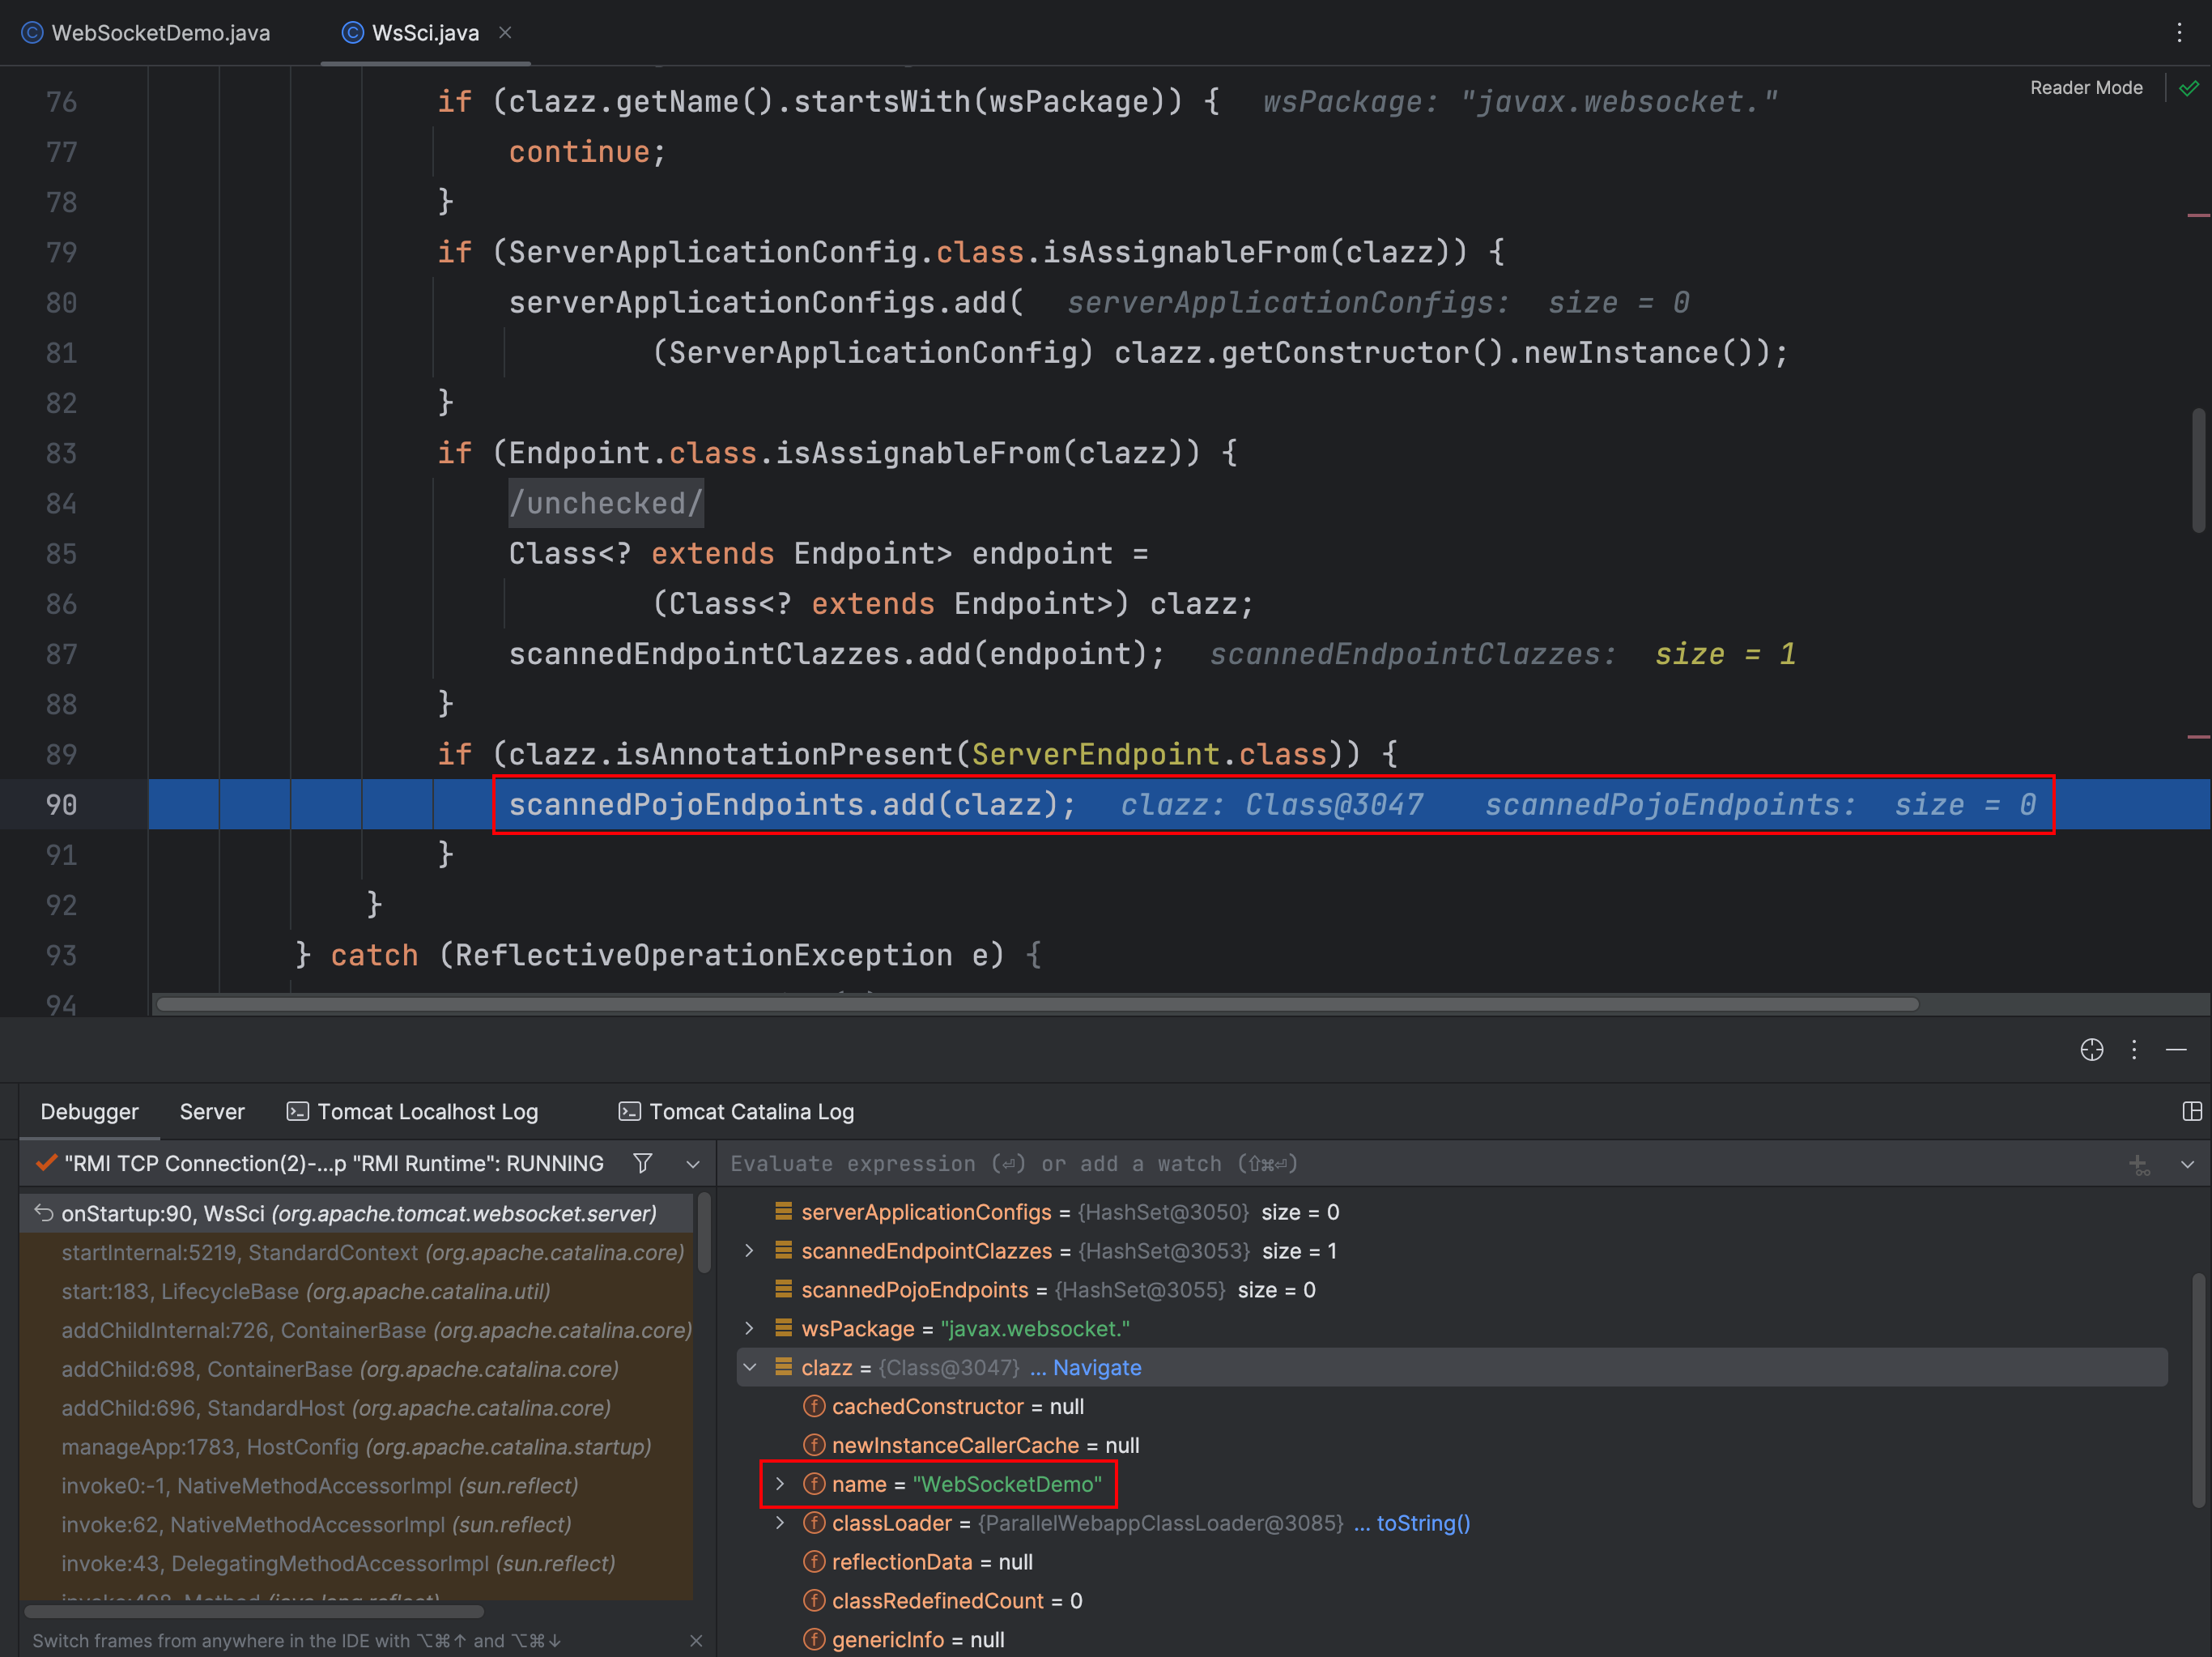 WebSocketDemo.java
WsSci.java
Reader Mode
76 if (clazz.getName().startsWith(wsPackage)) { wsPackage: "javax.websocket."
77 continue;
78 }
79 if (ServerApplicationConfig.class.isAssignableFrom(clazz)) {
80 serverApplicationConfigs.add( serverApplicationConfigs: size = 0
81 (ServerApplicationConfig) clazz.getConstructor().newInstance());
82 }
83 if (Endpoint.class.isAssignableFrom(clazz)) {
84 /unchecked/
85 Class<? extends Endpoint> endpoint =
86 (Class<? extends Endpoint>) clazz;
87 scannedEndpointClazzes.add(endpoint); scannedEndpointClazzes: size = 1
88 }
89 if (clazz.isAnnotationPresent(ServerEndpoint.class)) {
90 scannedPojoEndpoints.add(clazz); clazz: Class@3047 scannedPojoEndpoints: size = 0
91 }
92 }
93 } catch (ReflectiveOperationException e) {
94
Debugger Server Tomcat Localhost Log Tomcat Catalina Log
"RMI TCP Connection(2)-...p "RMI Runtime": RUNNING
Evaluate expression (⏎) or add a watch (⇧⌘⏎)
onStartup:90, WsSci (org.apache.tomcat.websocket.server)
startInternal:5219, StandardContext (org.apache.catalina.core)
start:183, LifecycleBase (org.apache.catalina.util)
addChildInternal:726, ContainerBase (org.apache.catalina.core)
addChild:698, ContainerBase (org.apache.catalina.core)
addChild:696, StandardHost (org.apache.catalina.core)
manageApp:1783, HostConfig (org.apache.catalina.startup)
invoke0:-1, NativeMethodAccessorImpl (sun.reflect)
invoke:62, NativeMethodAccessorImpl (sun.reflect)
invoke:43, DelegatingMethodAccessorImpl (sun.reflect)
invoke:498, Method (java.lang.reflect)
Switch frames from anywhere in the IDE with ⌥⌘↑ and ⌥⌘↓
serverApplicationConfigs = {HashSet@3050} size = 0
scannedEndpointClazzes = {HashSet@3053} size = 1
scannedPojoEndpoints = {HashSet@3055} size = 0
wsPackage = "javax.websocket."
clazz = {Class@3047} ... Navigate
cachedConstructor = null
newInstanceCallerCache = null
name = "WebSocketDemo"
classLoader = {ParallelWebappClassLoader@3085} ... toString()
reflectionData = null
classRedefinedCount = 0
genericInfo = null